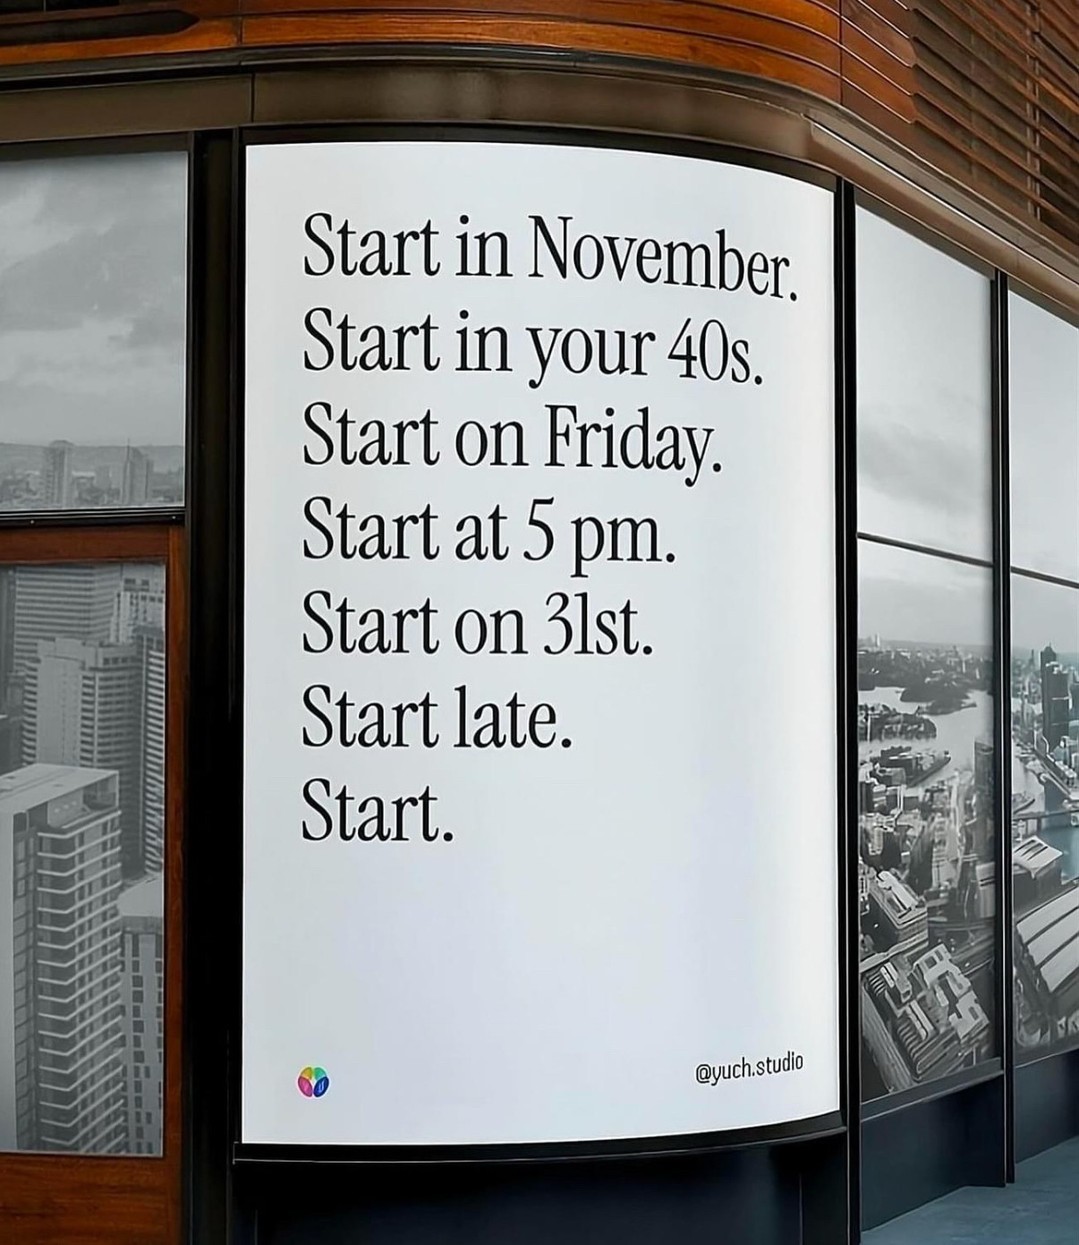 Start in November.
Start in your 40s.
Start on Friday.
Start at 5 pm.
Start on 31st.
Start late.
Start.
@yuch.studio